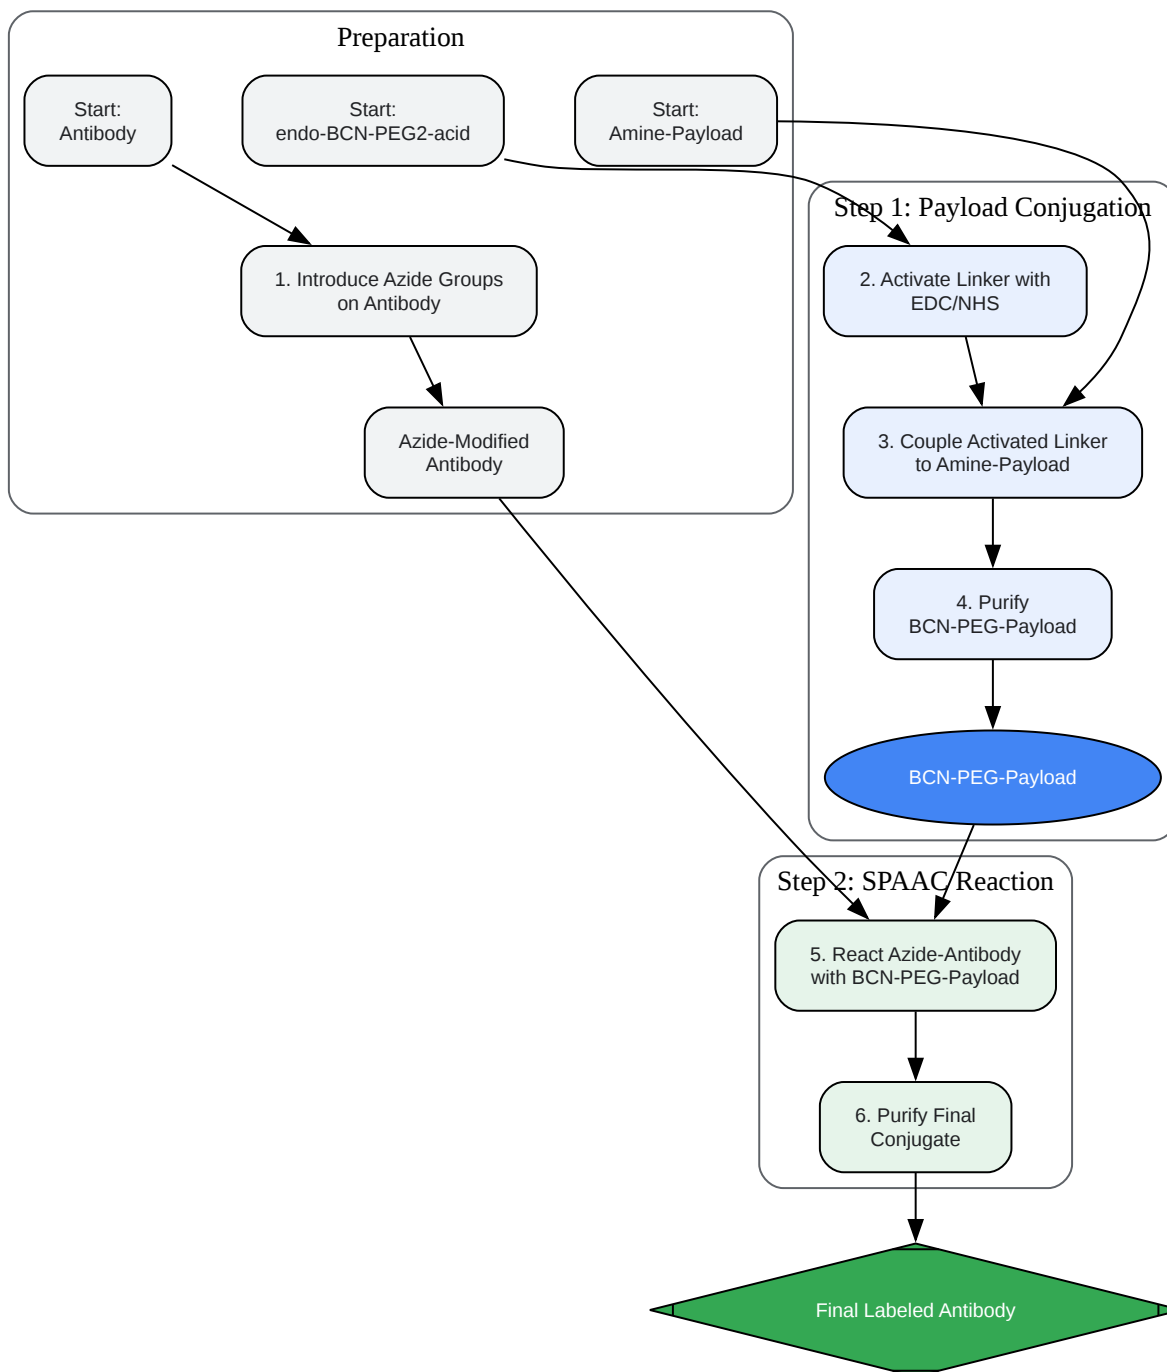 Preparation
Start:
Antibody
Start:
endo-BCN-PEG2-acid
Start:
Amine-Payload
1. Introduce Azide Groups
on Antibody
Azide-Modified
Antibody
Step 1: Payload Conjugation
2. Activate Linker with
EDC/NHS
3. Couple Activated Linker
to Amine-Payload
4. Purify
BCN-PEG-Payload
BCN-PEG-Payload
Step 2: SPAAC Reaction
5. React Azide-Antibody
with BCN-PEG-Payload
6. Purify Final
Conjugate
Final Labeled Antibody